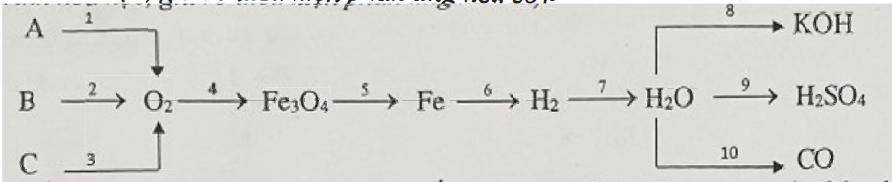 A 1 8 KOH
B 2 O₂ 4 Fe₃O₄ 5 Fe 6 H₂ 7 H₂O 9 H₂SO₄
C 3 10 CO